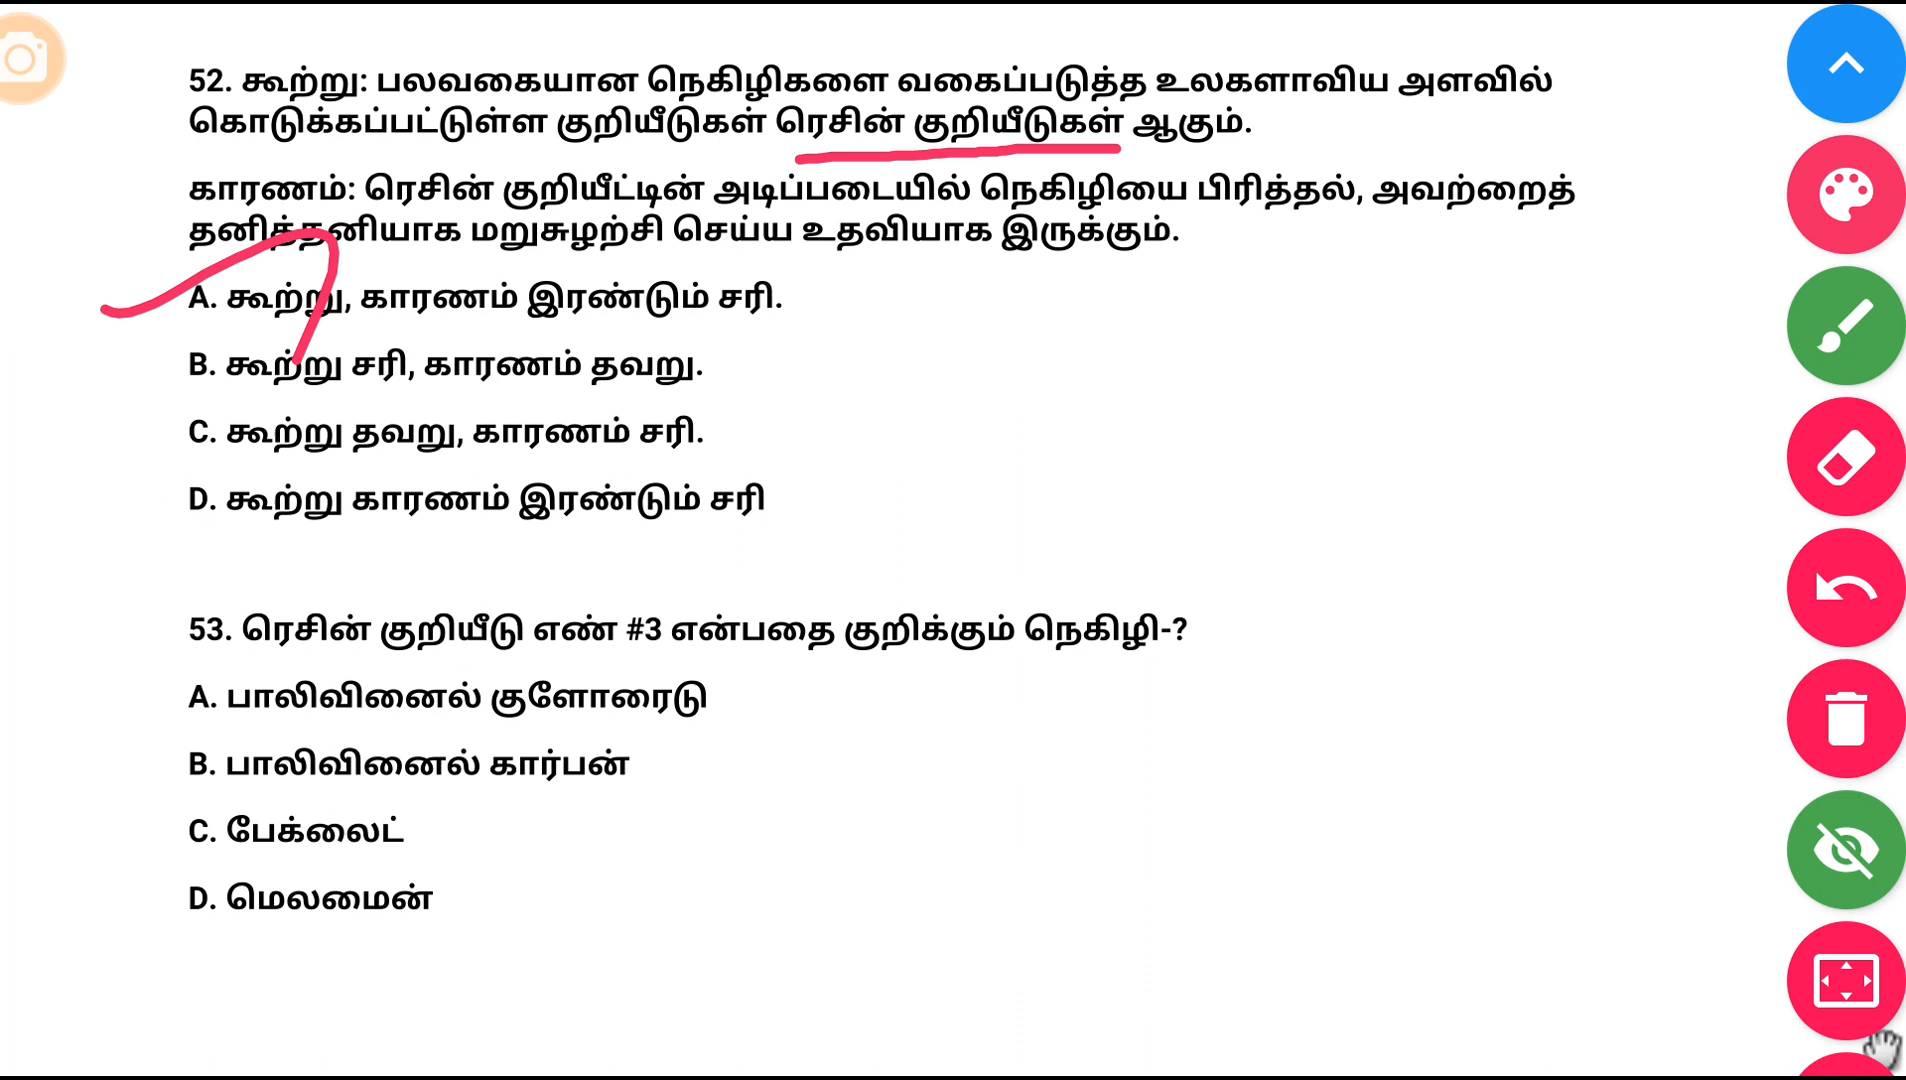 52. கூற்று: பலவகையான நெகிழிகளை வகைப்படுத்த உலகளாவிய அளவில்
கொடுக்கப்பட்டுள்ள குறியீடுகள் ரெசின் குறியீடுகள் ஆகும்.
காரணம்: ரெசின் குறியீட்டின் அடிப்படையில் நெகிழியை பிரித்தல், அவற்றைத்
தனித்தனியாக மறுசுழற்சி செய்ய உதவியாக இருக்கும்.
A. கூற்று, காரணம் இரண்டும் சரி.
B. கூற்று சரி, காரணம் தவறு.
C. கூற்று தவறு, காரணம் சரி.
D. கூற்று காரணம் இரண்டும் சரி
53. ரெசின் குறியீடு எண் #3 என்பதை குறிக்கும் நெகிழி-?
A. பாலிவினைல் குளோரைடு
B. பாலிவினைல் கார்பன்
C. பேக்லைட்
D. மெலமைன்